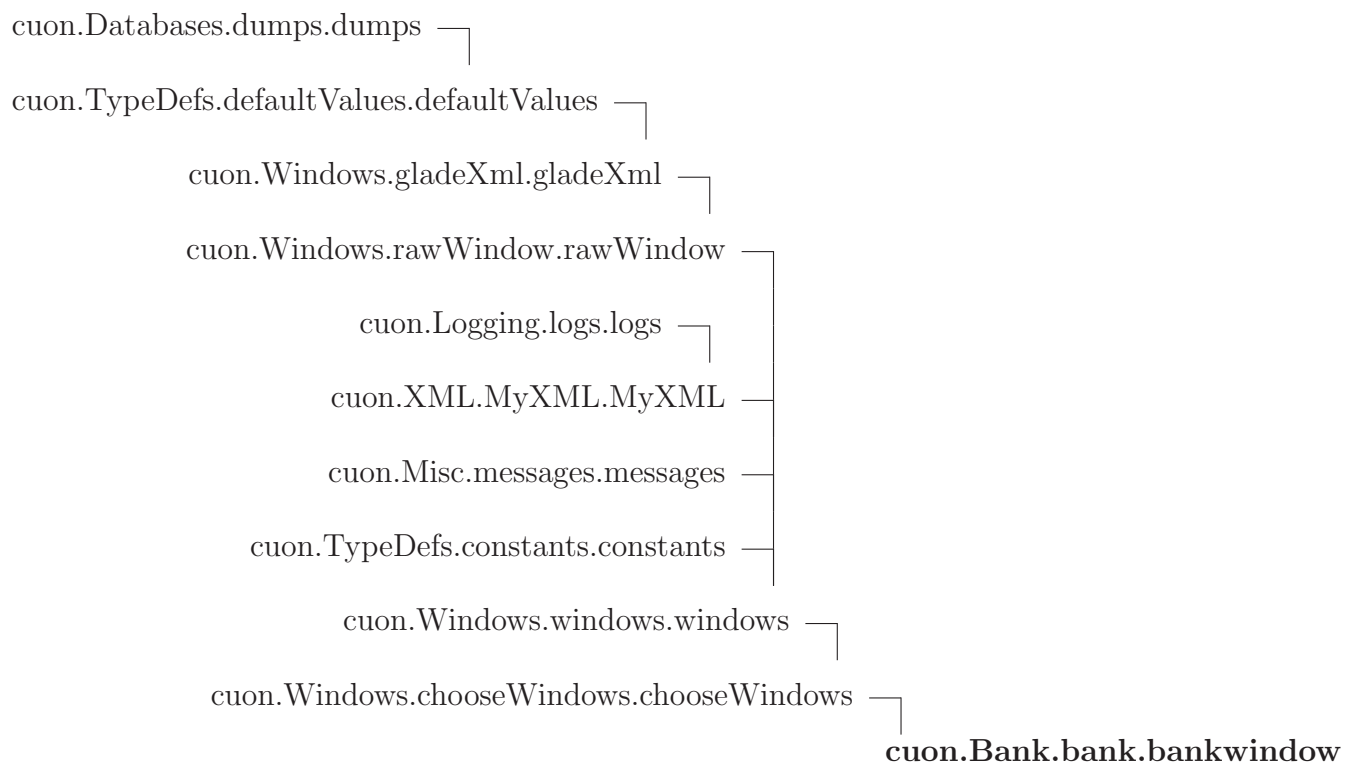 cuon.Databases.dumps.dumps
cuon.TypeDefs.defaultValues.defaultValues
cuon.Windows.gladeXml.gladeXml
cuon.Windows.rawWindow.rawWindow
cuon.Logging.logs.logs
cuon.XML.MyXML.MyXML
cuon.Misc.messages.messages
cuon.TypeDefs.constants.constants
cuon.Windows.windows.windows
cuon.Windows.chooseWindows.chooseWindows
cuon.Bank.bank.bankwindow